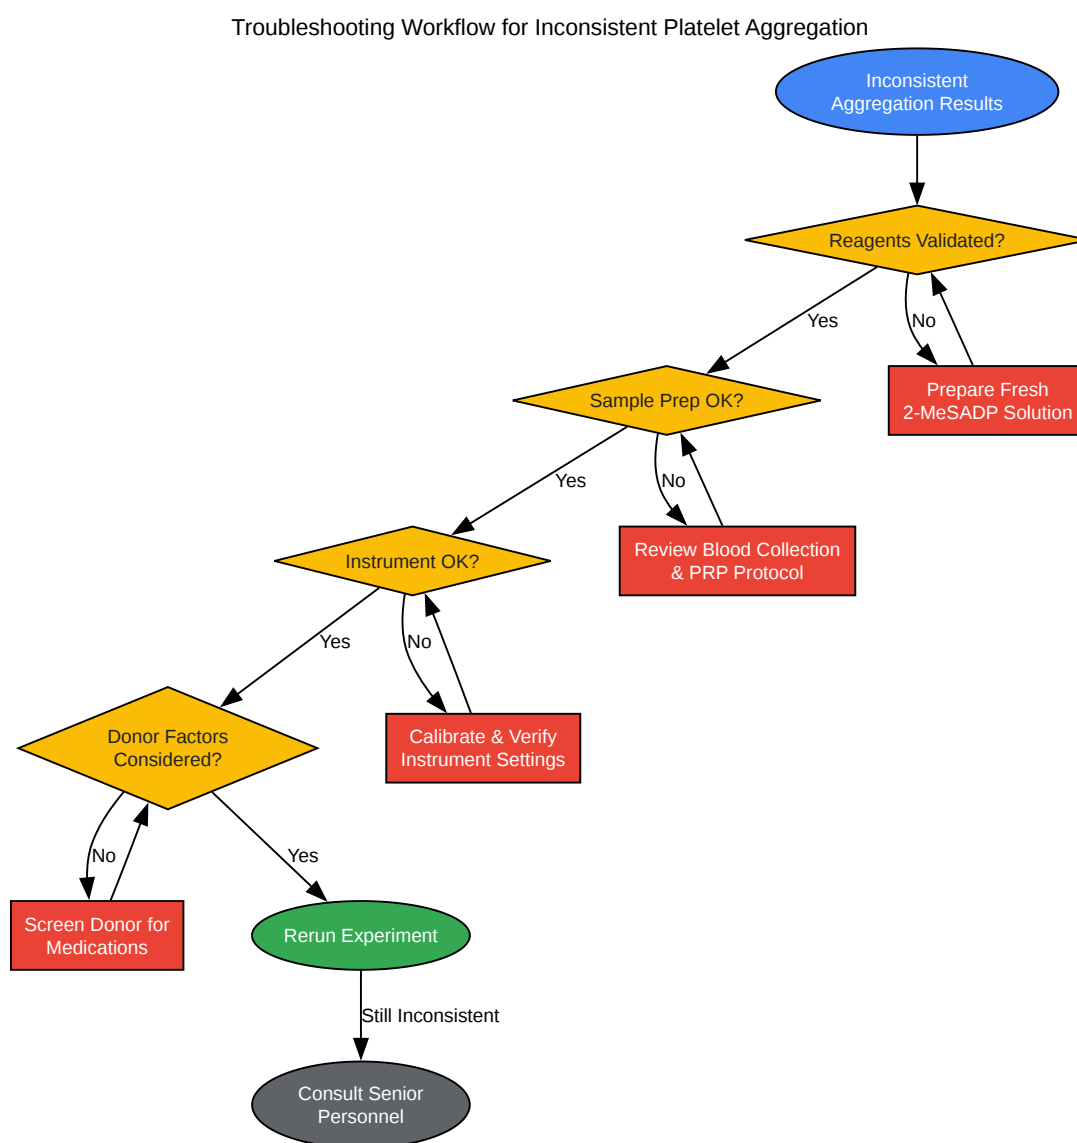 Troubleshooting Workflow for Inconsistent Platelet Aggregation
Inconsistent
Aggregation Results
Reagents Validated?
Yes
No
Prepare Fresh
2-MeSADP Solution
Sample Prep OK?
Yes
No
Review Blood Collection
& PRP Protocol
Instrument OK?
Yes
No
Calibrate & Verify
Instrument Settings
Donor Factors
Considered?
No
Yes
Screen Donor for
Medications
Rerun Experiment
Still Inconsistent
Consult Senior
Personnel